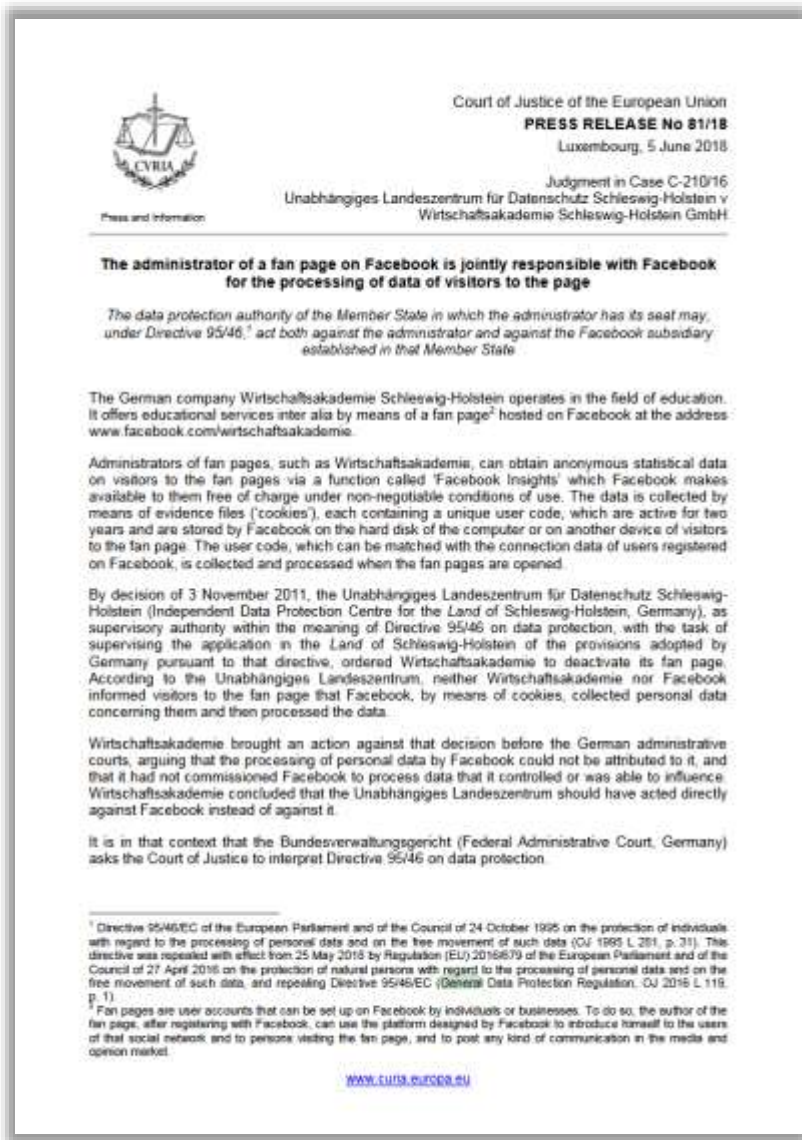 CVRIA
Press and Information
Court of Justice of the European Union
PRESS RELEASE No 81/18
Luxembourg, 5 June 2018
Judgment in Case C-210/16
Unabhängiges Landeszentrum für Datenschutz Schleswig-Holstein v
Wirtschaftsakademie Schleswig-Holstein GmbH
The administrator of a fan page on Facebook is jointly responsible with Facebook
for the processing of data of visitors to the page
The data protection authority of the Member State in which the administrator has its seat may,
under Directive 95/46,¹ act both against the administrator and against the Facebook subsidiary
established in that Member State
The German company Wirtschaftsakademie Schleswig-Holstein operates in the field of education.
It offers educational services inter alia by means of a fan page² hosted on Facebook at the address
www.facebook.com/wirtschaftsakademie.
Administrators of fan pages, such as Wirtschaftsakademie, can obtain anonymous statistical data
on visitors to the fan pages via a function called 'Facebook Insights' which Facebook makes
available to them free of charge under non-negotiable conditions of use. The data is collected by
means of evidence files ('cookies'), each containing a unique user code, which are active for two
years and are stored by Facebook on the hard disk of the computer or on another device of visitors
to the fan page. The user code, which can be matched with the connection data of users registered
on Facebook, is collected and processed when the fan pages are opened.
By decision of 3 November 2011, the Unabhängiges Landeszentrum für Datenschutz Schleswig-
Holstein (Independent Data Protection Centre for the Land of Schleswig-Holstein, Germany), as
supervisory authority within the meaning of Directive 95/46 on data protection, with the task of
supervising the application in the Land of Schleswig-Holstein of the provisions adopted by
Germany pursuant to that directive, ordered Wirtschaftsakademie to deactivate its fan page.
According to the Unabhängiges Landeszentrum, neither Wirtschaftsakademie nor Facebook
informed visitors to the fan page that Facebook, by means of cookies, collected personal data
concerning them and then processed the data.
Wirtschaftsakademie brought an action against that decision before the German administrative
courts, arguing that the processing of personal data by Facebook could not be attributed to it, and
that it had not commissioned Facebook to process data that it controlled or was able to influence.
Wirtschaftsakademie concluded that the Unabhängiges Landeszentrum should have acted directly
against Facebook instead of against it.
It is in that context that the Bundesverwaltungsgericht (Federal Administrative Court, Germany)
asks the Court of Justice to interpret Directive 95/46 on data protection.
¹ Directive 95/46/EC of the European Parliament and of the Council of 24 October 1995 on the protection of individuals
with regard to the processing of personal data and on the free movement of such data (OJ 1995 L 281, p. 31). This
directive was repealed with effect from 25 May 2018 by Regulation (EU) 2016/679 of the European Parliament and of the
Council of 27 April 2016 on the protection of natural persons with regard to the processing of personal data and on the
free movement of such data, and repealing Directive 95/46/EC (General Data Protection Regulation, OJ 2016 L 119,
p. 1).
² Fan pages are user accounts that can be set up on Facebook by individuals or businesses. To do so, the author of the
fan page, after registering with Facebook, can use the platform designed by Facebook to introduce himself to the users
of that social network and to persons visiting the fan page, and to post any kind of communication in the media and
opinion market.
www.curia.europa.eu